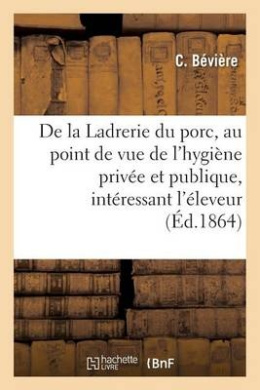 C. Bévière
De la Ladrerie du porc, au point de
vue de l'hygiène privée et publique,
intéressant l'éleveur
(Éd.1864)
hachette
LIVRE
{BnF